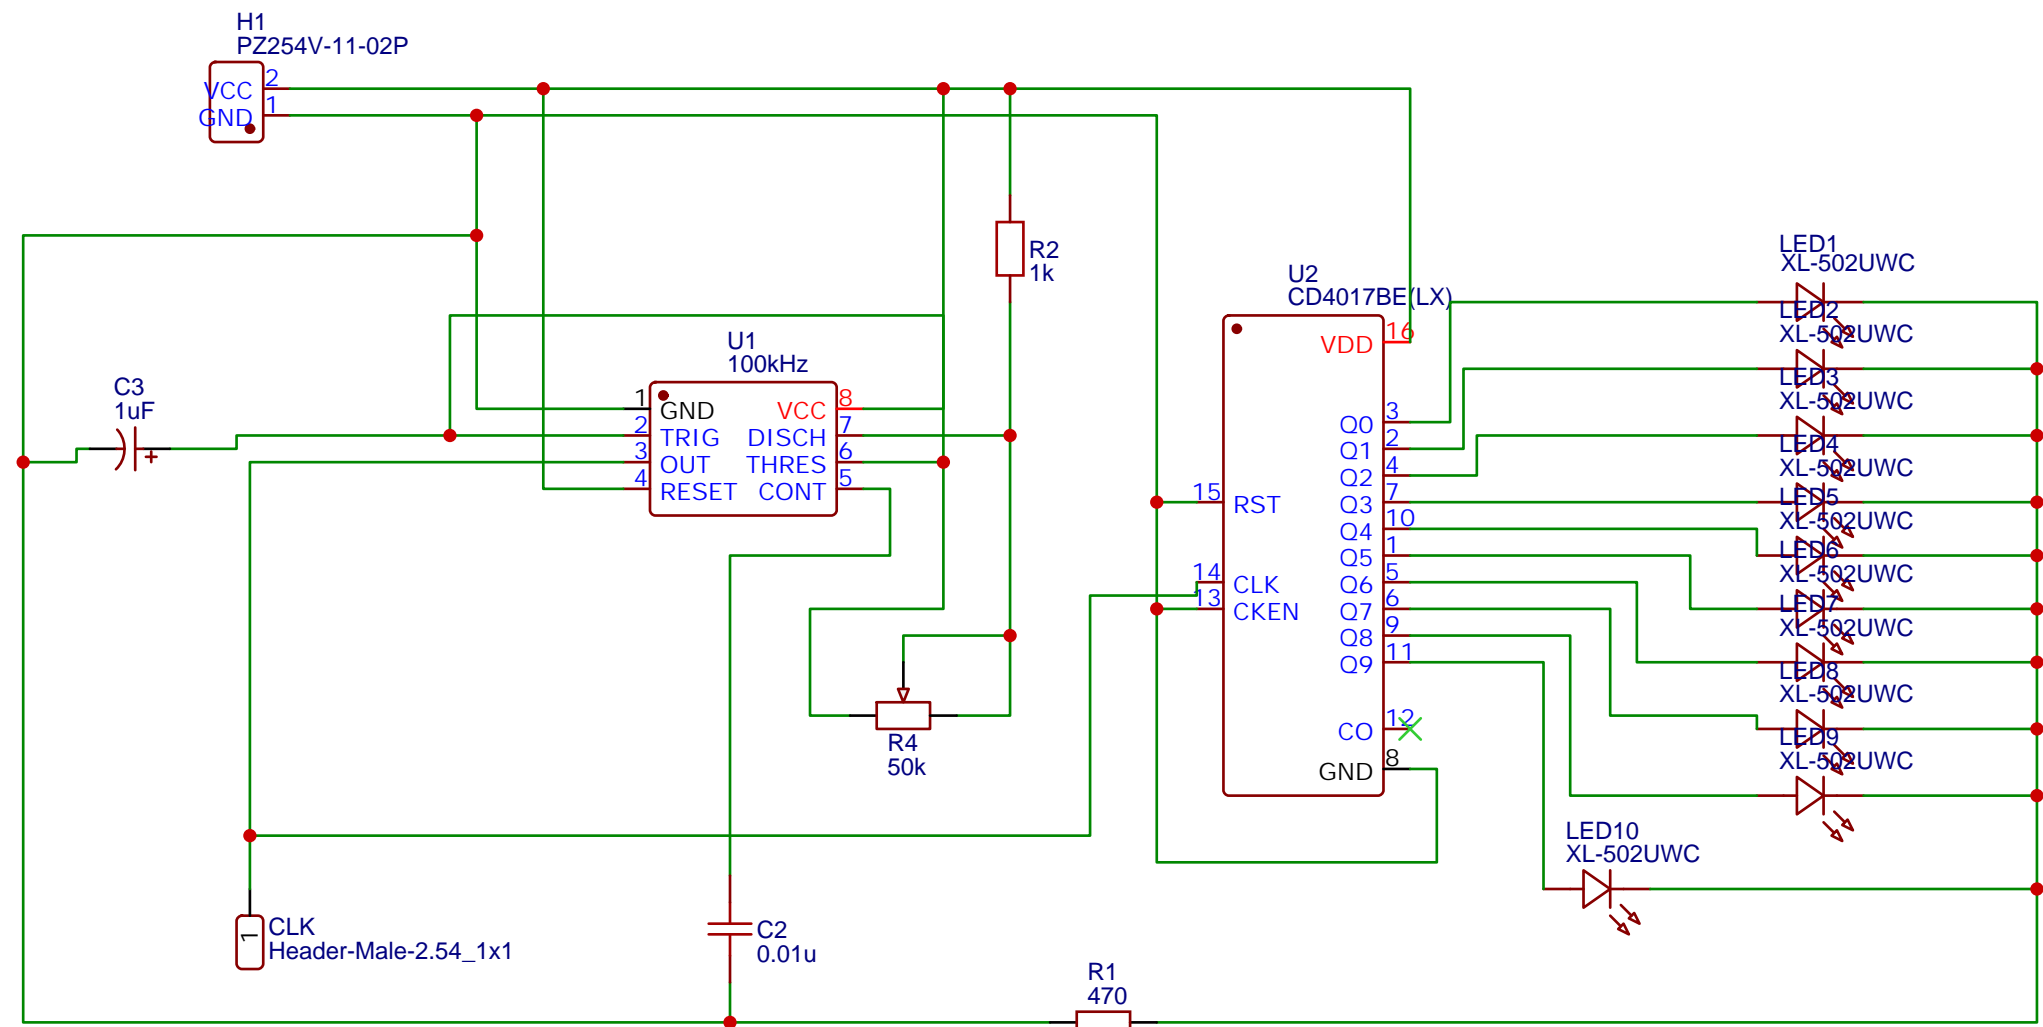 H1
PZ254V-11-02P
VCC 2
GND 1
R2
1k
U1
100kHz
1 GND VCC 8
2 TRIG DISCH 7
3 OUT THRES 6
4 RESET CONT 5
C3
1uF
R4
50k
CLK
Header-Male-2.54_1x1
1
C2
0.01u
R1
470
U2
CD4017BE(LX)
VDD 16
Q0 3
Q1 2
Q2 4
15 RST Q3 7
Q4 10
Q5 1
14 CLK Q6 5
13 CKEN Q7 6
Q8 9
Q9 11
CO 12
GND 8
LED1
XL-502UWC
LED2
XL-502UWC
LED3
XL-502UWC
LED4
XL-502UWC
LED5
XL-502UWC
LED6
XL-502UWC
LED7
XL-502UWC
LED8
XL-502UWC
LED9
XL-502UWC
LED10
XL-502UWC